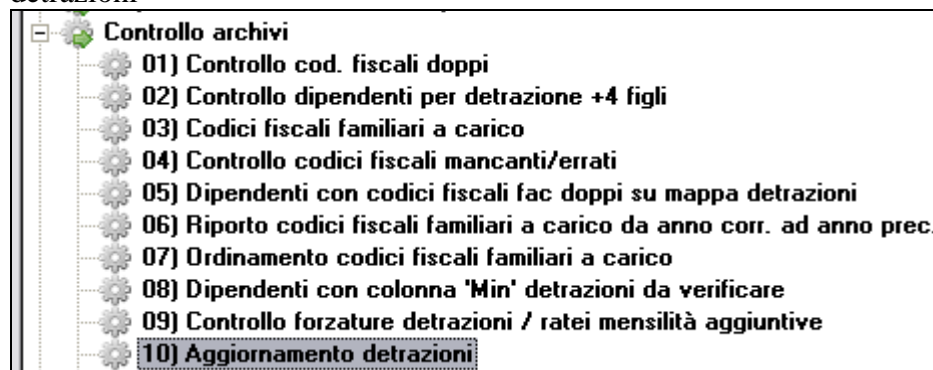 detrazioni
Controllo archivi
01) Controllo cod. fiscali doppi
02) Controllo dipendenti per detrazione +4 figli
03) Codici fiscali familiari a carico
04) Controllo codici fiscali mancanti/errati
05) Dipendenti con codici fiscali fac doppi su mappa detrazioni
06) Riporto codici fiscali familiari a carico da anno corr. ad anno prec.
07) Ordinamento codici fiscali familiari a carico
08) Dipendenti con colonna 'Min' detrazioni da verificare
09) Controllo forzature detrazioni / ratei mensilità aggiuntive
10) Aggiornamento detrazioni